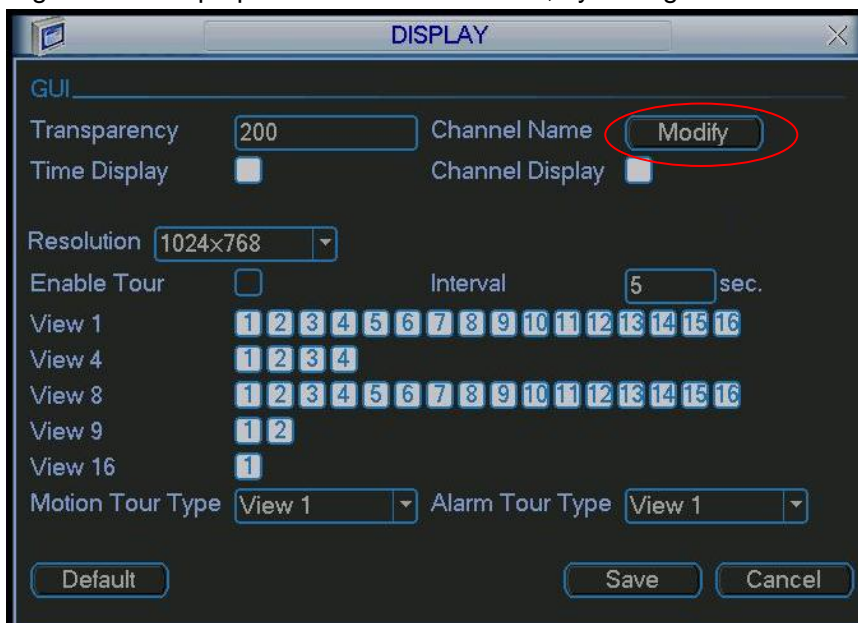 DISPLAY
GUI
Transparency 200 Channel Name Modify
Time Display Channel Display
Resolution 1024×768
Enable Tour Interval 5 sec.
View 1 1 2 3 4 5 6 7 8 9 10 11 12 13 14 15 16
View 4 1 2 3 4
View 8 1 2 3 4 5 6 7 8 9 10 11 12 13 14 15 16
View 9 1 2
View 16 1
Motion Tour Type View 1 Alarm Tour Type View 1
Default Save Cancel